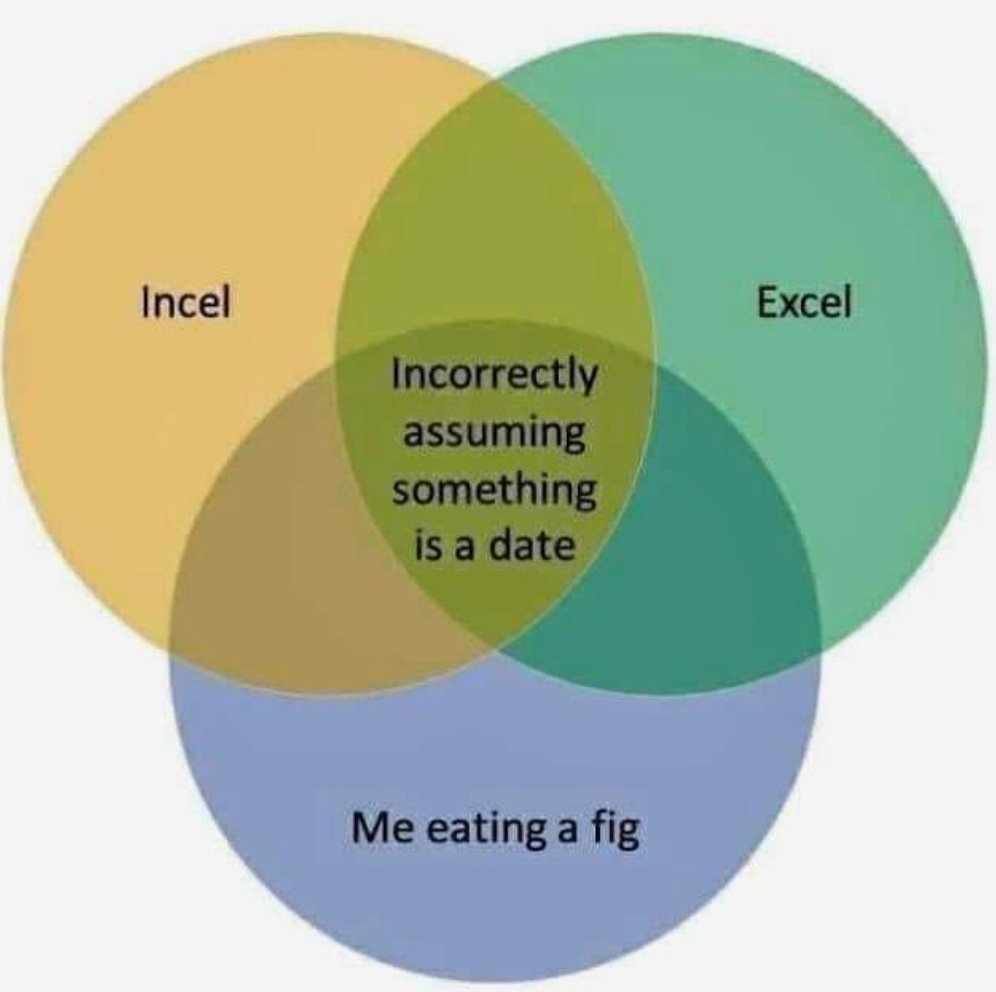 Incel
Excel
Incorrectly
assuming
something
is a date
Me eating a fig